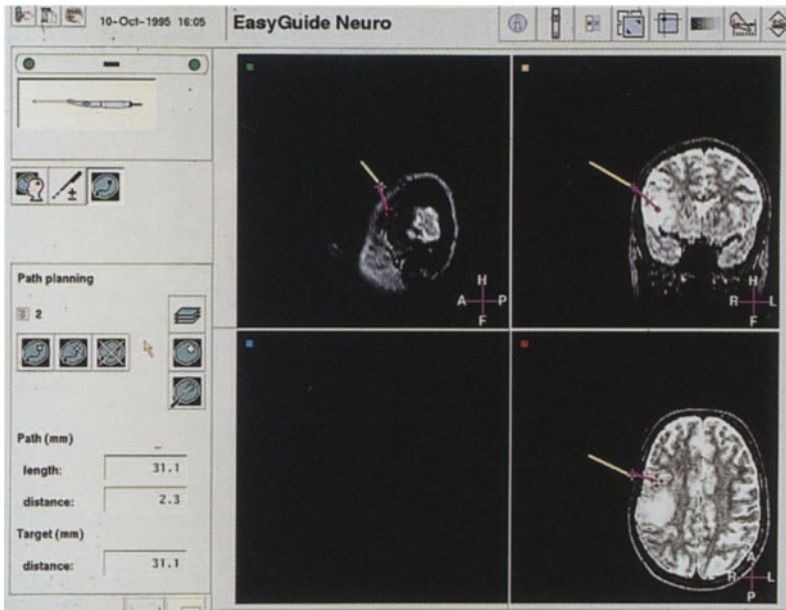 10-Oct-1995 16:05
EasyGuide Neuro
Path planning
2
Path (mm)
length: 31.1
distance: 2.3
Target (mm)
distance: 31.1
H
A P
F
H
R L
F
A
R L
P